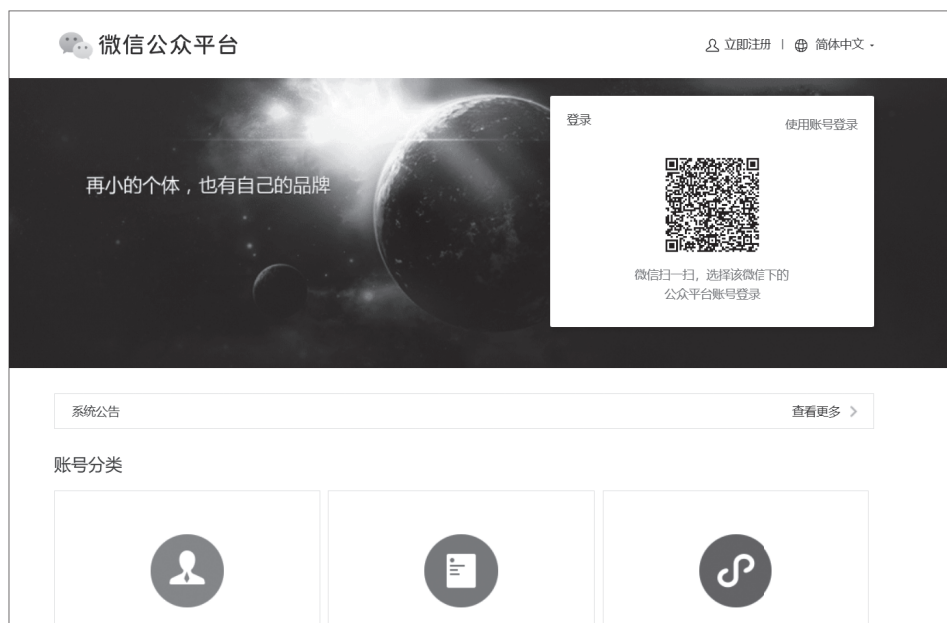 微信公众平台
立即注册 | 简体中文
登录
使用账号登录
再小的个体，也有自己的品牌
微信扫一扫，选择该微信下的
公众平台账号登录
系统公告
查看更多
账号分类